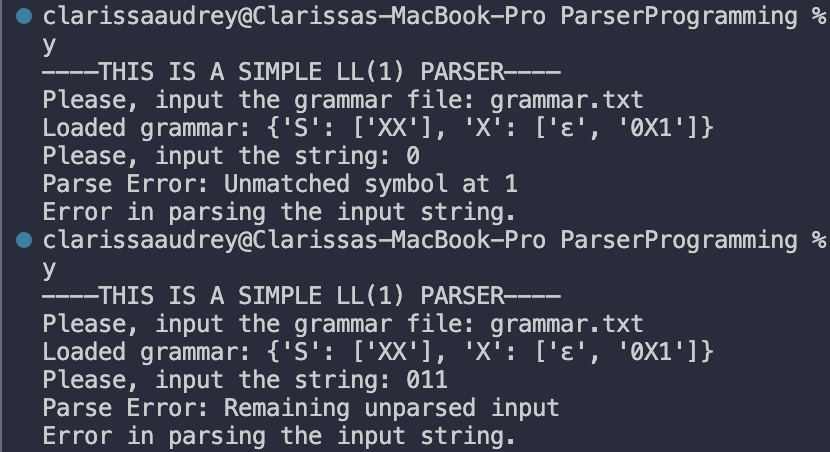 clarissaaudrey@Clarissas-MacBook-Pro ParserProgramming %
y
----THIS IS A SIMPLE LL(1) PARSER----
Please, input the grammar file: grammar.txt
Loaded grammar: {'S': ['XX'], 'X': ['ε', '0X1']}
Please, input the string: 0
Parse Error: Unmatched symbol at 1
Error in parsing the input string.
clarissaaudrey@Clarissas-MacBook-Pro ParserProgramming %
y
----THIS IS A SIMPLE LL(1) PARSER----
Please, input the grammar file: grammar.txt
Loaded grammar: {'S': ['XX'], 'X': ['ε', '0X1']}
Please, input the string: 011
Parse Error: Remaining unparsed input
Error in parsing the input string.